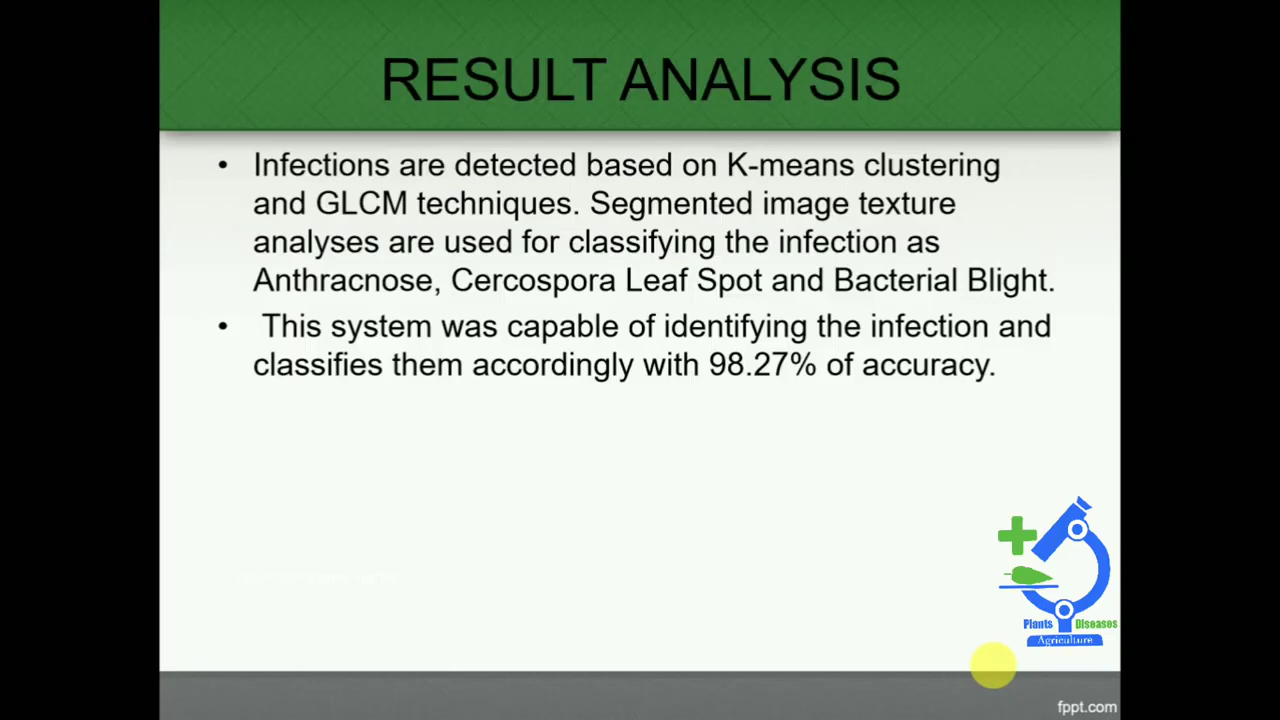 RESULT ANALYSIS
• Infections are detected based on K-means clustering
and GLCM techniques. Segmented image texture
analyses are used for classifying the infection as
Anthracnose, Cercospora Leaf Spot and Bacterial Blight.
• This system was capable of identifying the infection and
classifies them accordingly with 98.27% of accuracy.
Plants Diseases
Agriculture
fppt.com